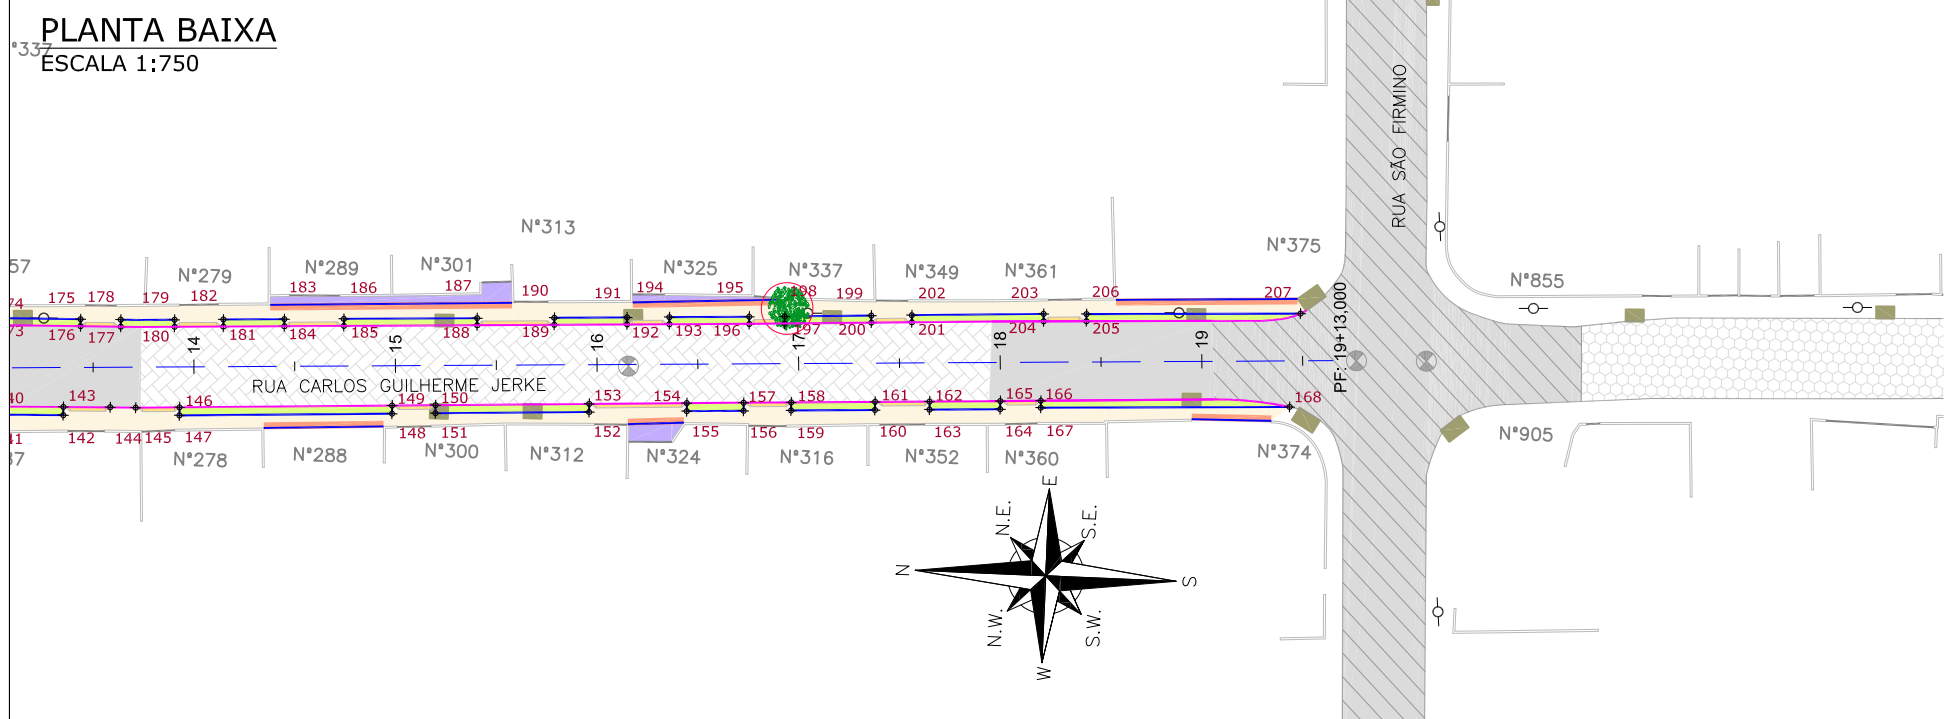 PLANTA BAIXA
ESCALA 1:750
N°313
N°279
N°289
N°301
N°325
N°337
N°349
N°361
N°375
N°855
57
175 178 179 182 183 186 187 190 191 194 195 198 199 202 203 206 207
176 177 180 181 184 185 188 189 192 193 196 197 200 201 204 205
14 15 16 17 18 19
PF: 19+13,000
RUA SÃO FIRMINO
RUA CARLOS GUILHERME JERKE
40 143 146 149 150 153 154 157 158 161 162 165 166 168
41 142 144 145 147 148 151 152 155 156 159 160 163 164 167
37
N°278
N°288
N°300
N°312
N°324
N°316
N°352
N°360
N°374
N°905
E
N.E.
S.E.
N
S
N.W.
S.W.
W